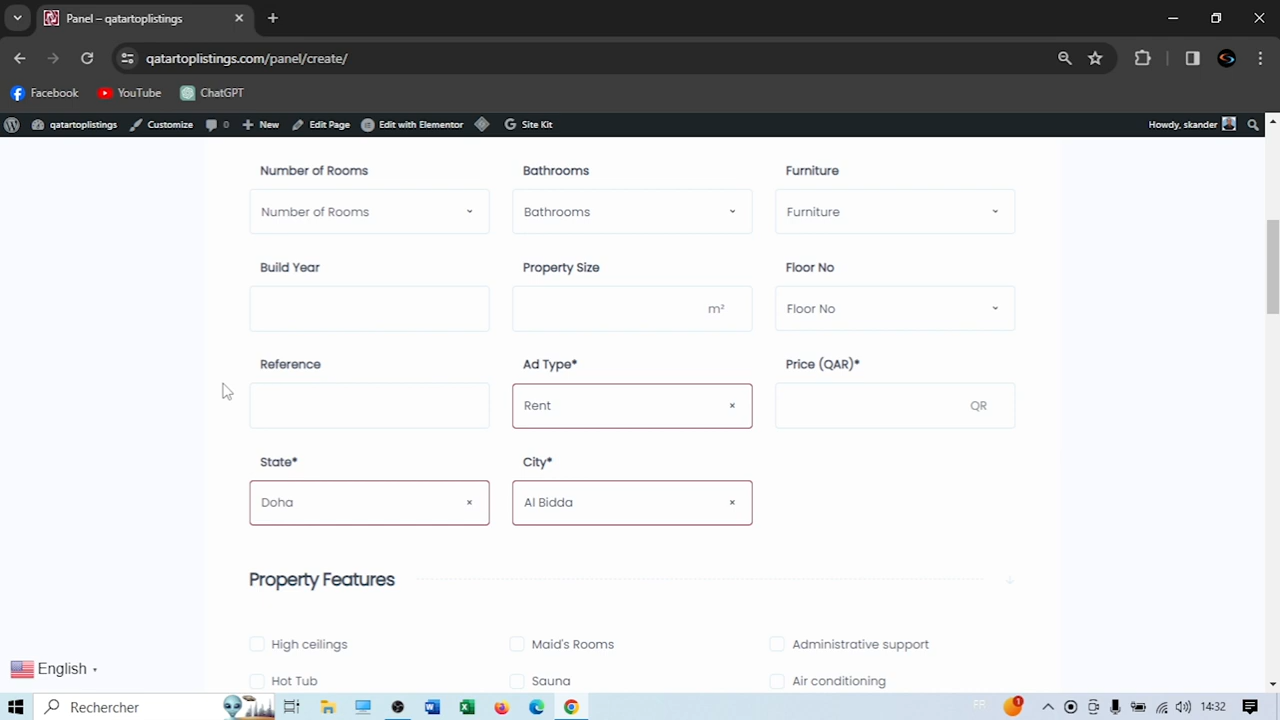 Panel – qatartoplistings
qatartoplistings.com/panel/create/
Facebook YouTube ChatGPT
qatartoplistings Customize 0 New Edit Page Edit with Elementor Site Kit Howdy, skander
Number of Rooms Bathrooms Furniture
Number of Rooms Bathrooms Furniture
Build Year Property Size Floor No
m² Floor No
Reference Ad Type* Price (QAR)*
Rent × QR
State* City*
Doha × Al Bidda ×
Property Features
High ceilings Maid's Rooms Administrative support
Hot Tub Sauna Air conditioning
English
Rechercher 1 14:32